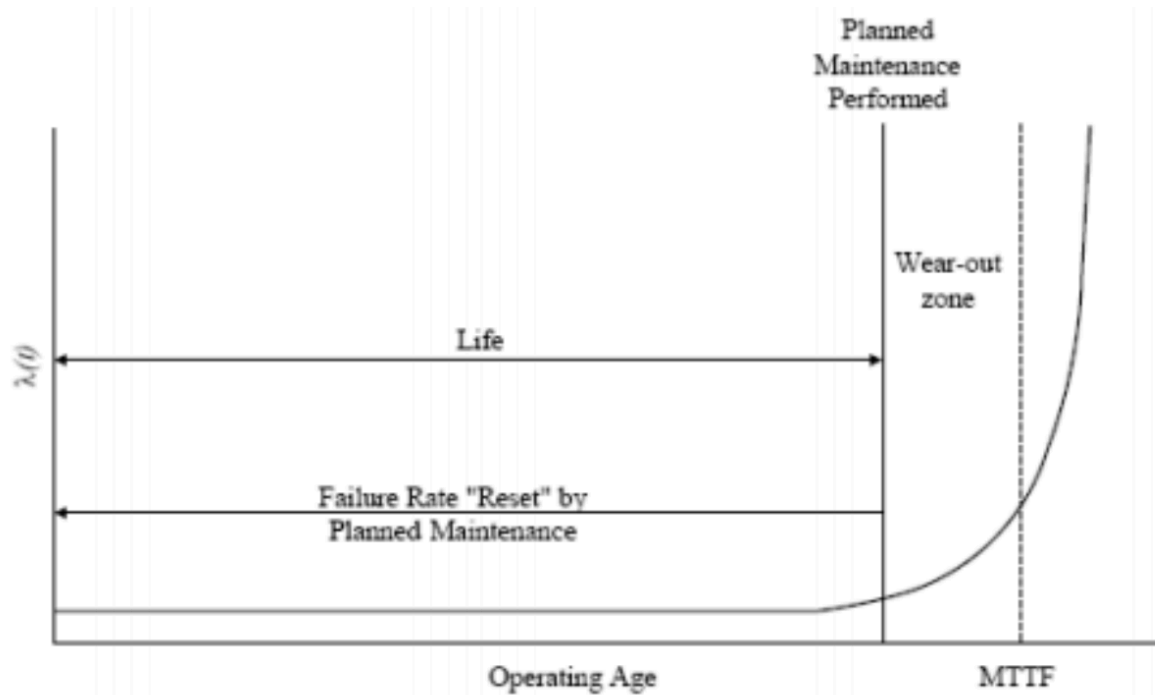 Planned
Maintenance
Performed
Wear-out
zone
Life
λ(t)
Failure Rate "Reset" by
Planned Maintenance
Operating Age
MTTF